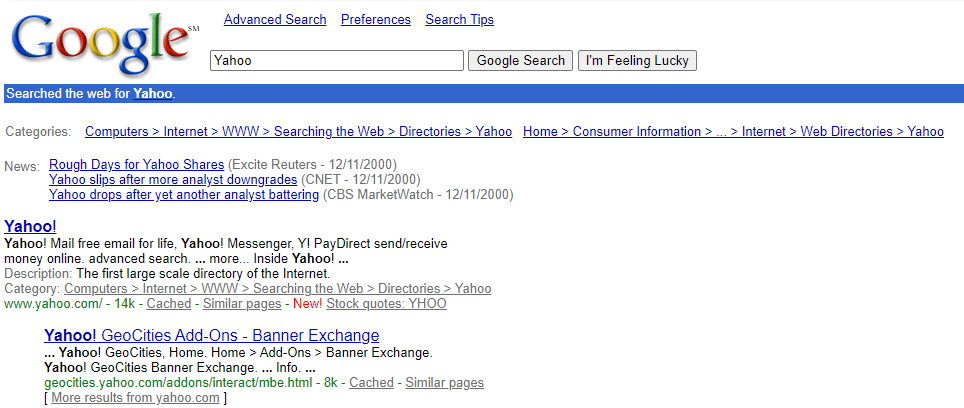 Google SM
Advanced Search Preferences Search Tips
Yahoo Google Search I'm Feeling Lucky
Searched the web for Yahoo.
Categories: Computers > Internet > WWW > Searching the Web > Directories > Yahoo Home > Consumer Information > ... > Internet > Web Directories > Yahoo
News: Rough Days for Yahoo Shares (Excite Reuters - 12/11/2000)
Yahoo slips after more analyst downgrades (CNET - 12/11/2000)
Yahoo drops after yet another analyst battering (CBS MarketWatch - 12/11/2000)
Yahoo!
Yahoo! Mail free email for life, Yahoo! Messenger, Y! PayDirect send/receive
money online. advanced search. ... more... Inside Yahoo! ...
Description: The first large scale directory of the Internet.
Category: Computers > Internet > WWW > Searching the Web > Directories > Yahoo
www.yahoo.com/ - 14k - Cached - Similar pages - New! Stock quotes: YHOO
Yahoo! GeoCities Add-Ons - Banner Exchange
... Yahoo! GeoCities, Home. Home > Add-Ons > Banner Exchange.
Yahoo! GeoCities Banner Exchange. ... Info. ...
geocities.yahoo.com/addons/interact/mbe.html - 8k - Cached - Similar pages
[ More results from yahoo.com ]